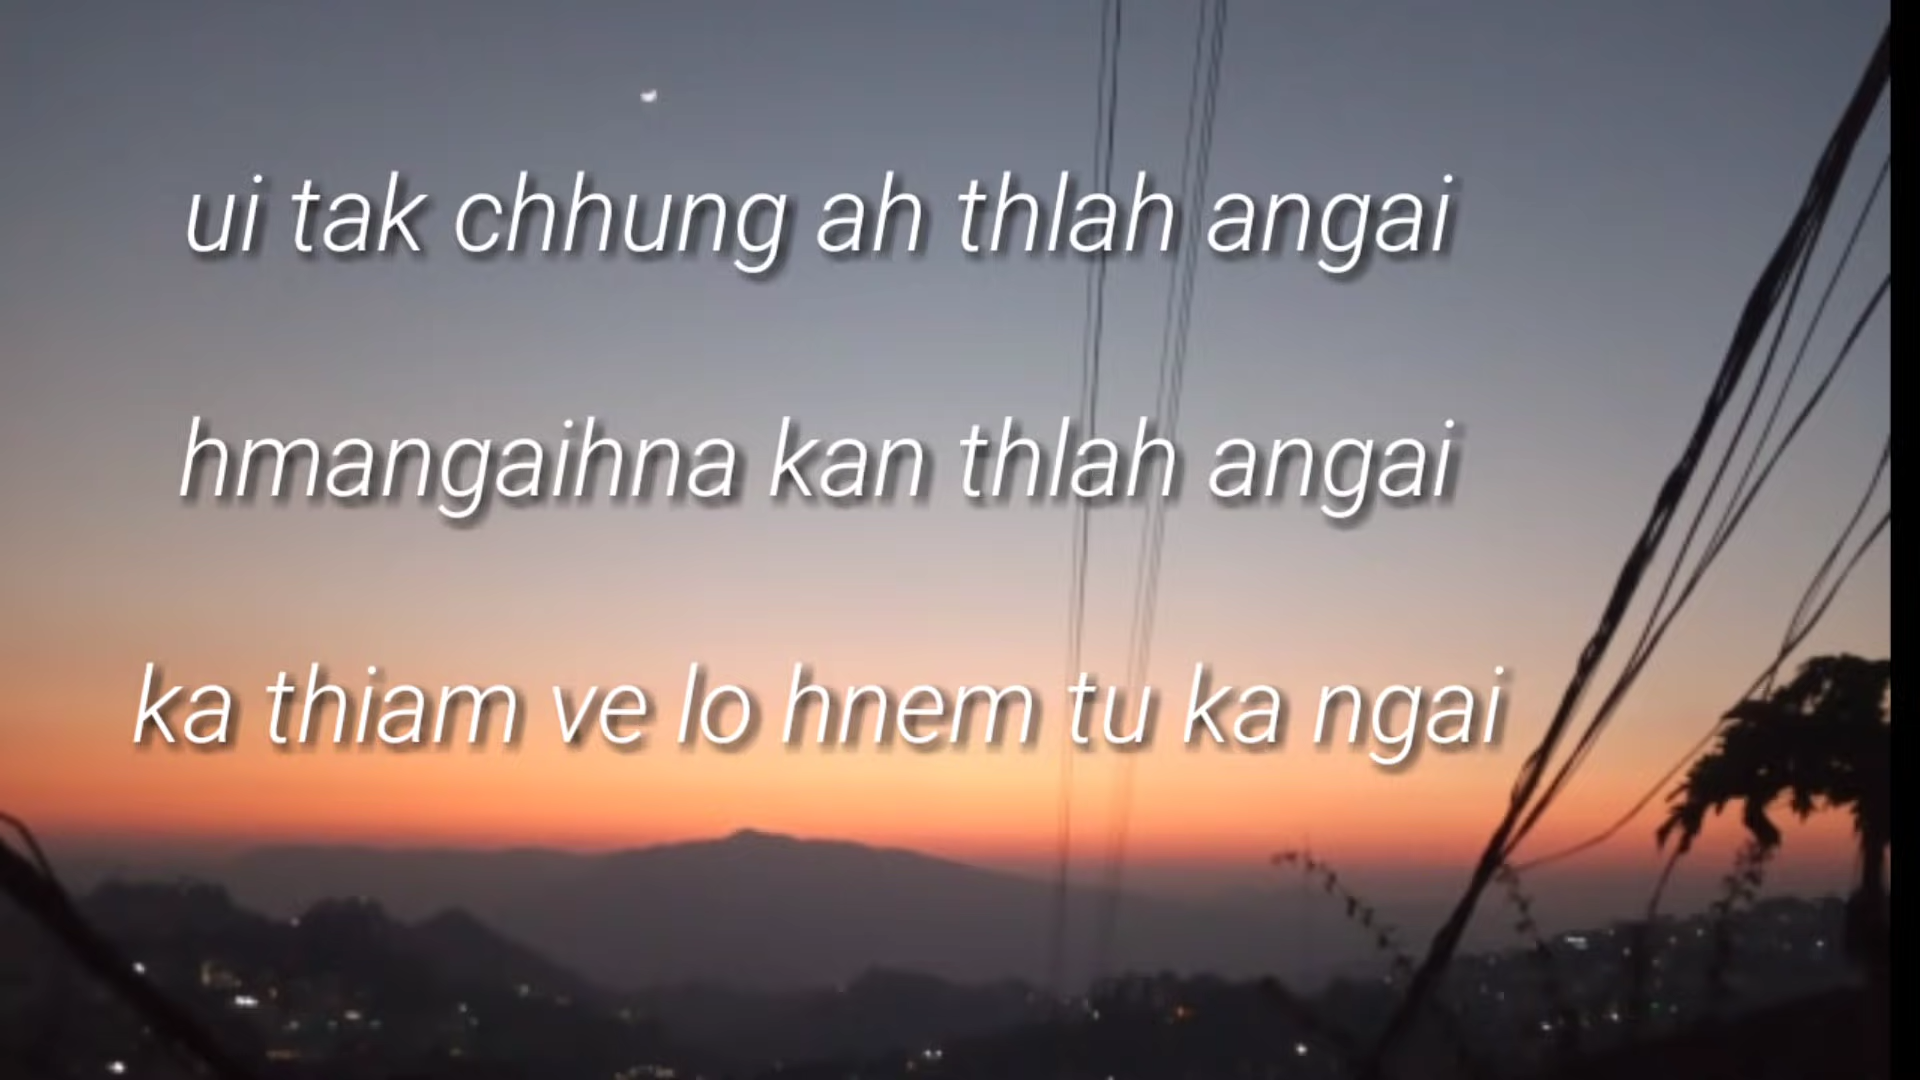 ui tak chhung ah thlah angai
hmangaihna kan thlah angai
ka thiam ve lo hnem tu ka ngai